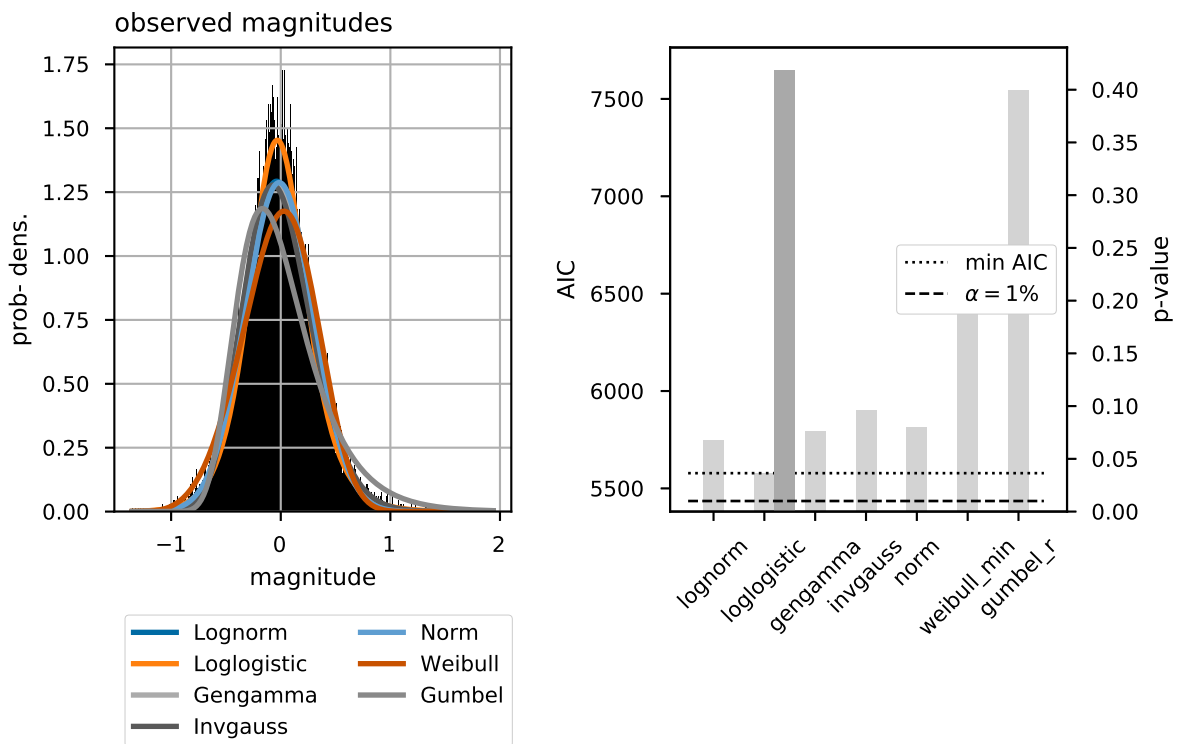 observed magnitudes
1.75
1.50
1.25
1.00
0.75
0.50
0.25
0.00
prob- dens.
−1
0
1
2
magnitude
Lognorm
Loglogistic
Gengamma
Invgauss
Norm
Weibull
Gumbel
7500
7000
6500
6000
5500
AIC
min AIC
α = 1%
0.40
0.35
0.30
0.25
0.20
0.15
0.10
0.05
0.00
p-value
lognorm
loglogistic
gengamma
invgauss
norm
weibull_min
gumbel_r